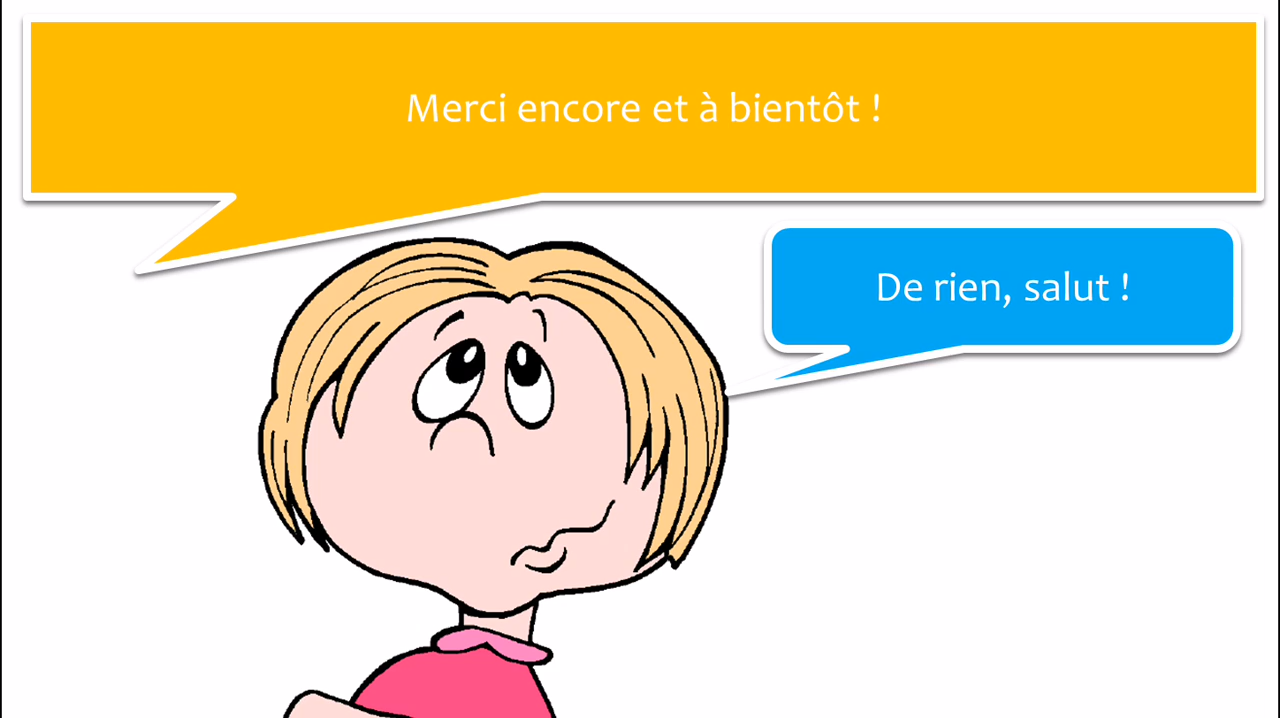 Merci encore et à bientôt !
De rien, salut !